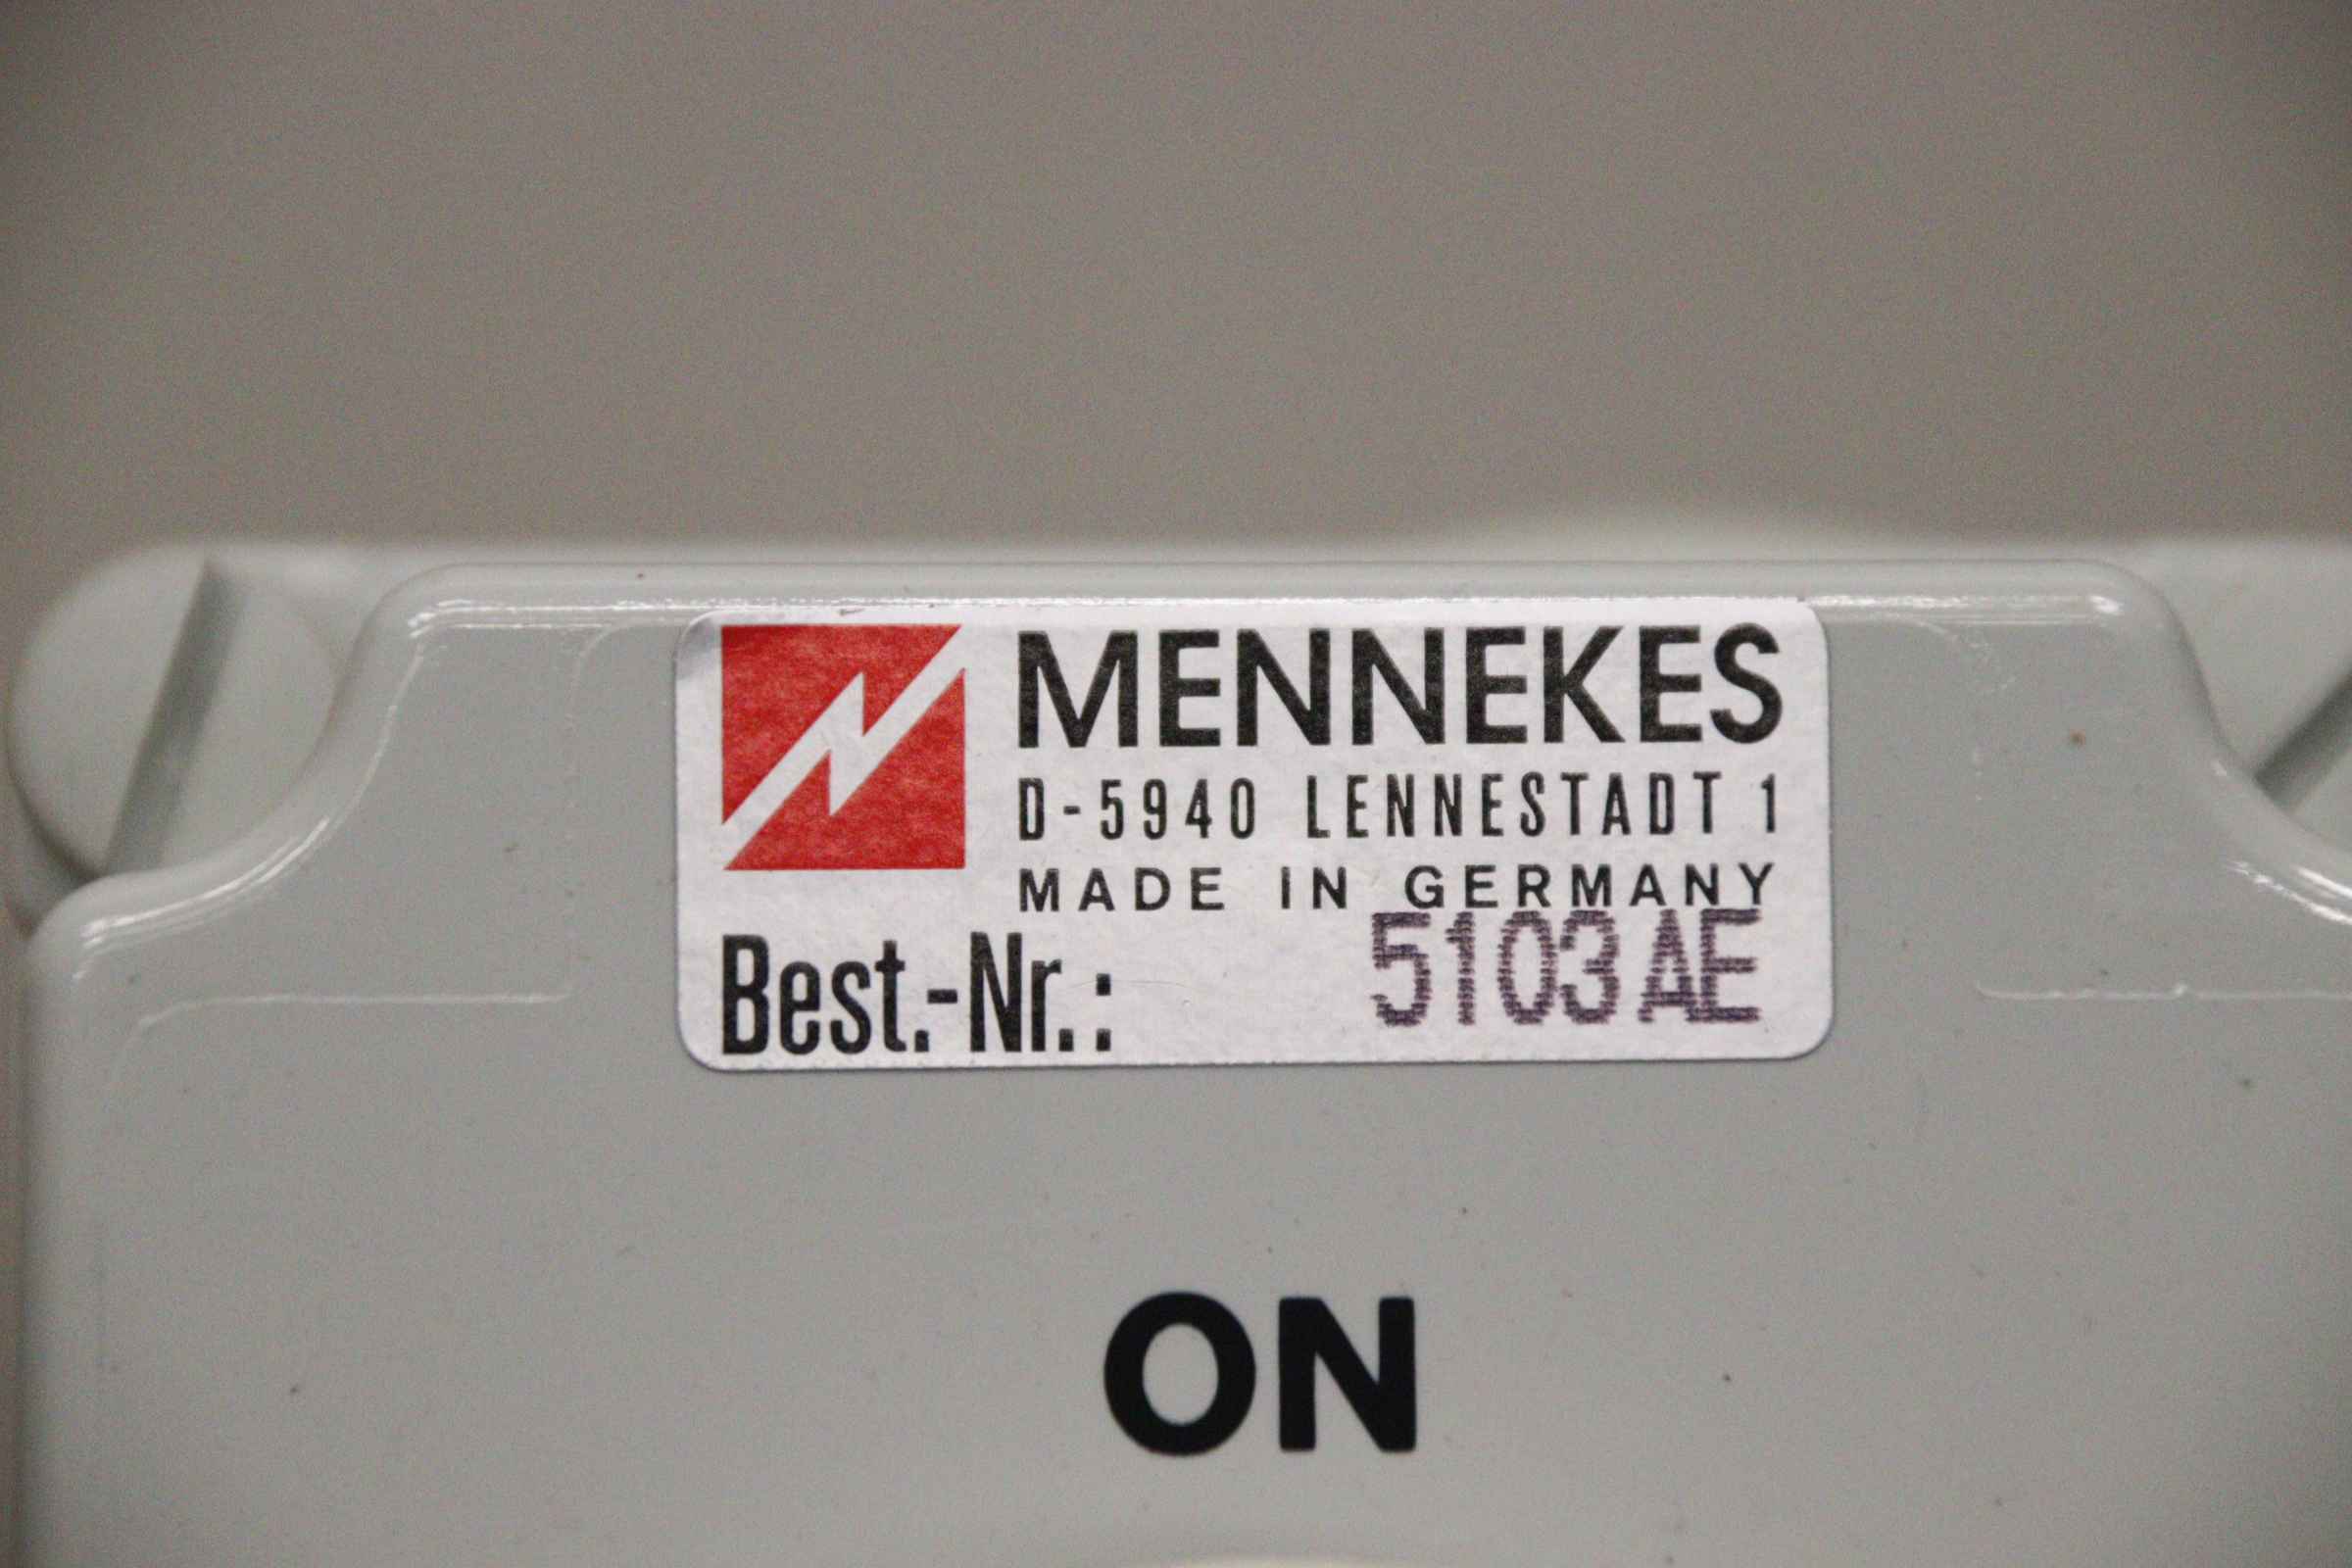 MENNEKES
D-5940 LENNESTADT 1
MADE IN GERMANY
Best.-Nr.: 5103AE
ON